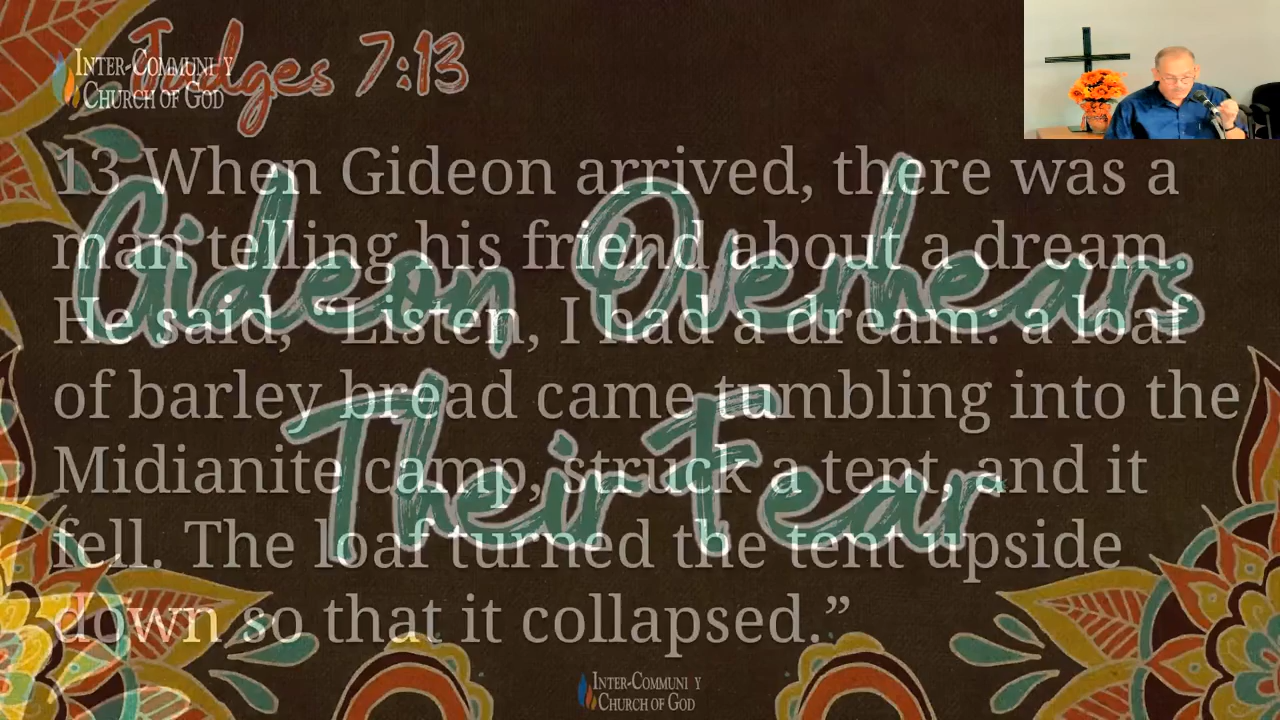 Judges 7:13
INTER-COMMUNI Y
CHURCH OF GOD
13 When Gideon arrived, there was a
man telling his friend about a dream.
He said, “Listen, I had a dream: a loaf
of barley bread came tumbling into the
Midianite camp, struck a tent, and it
fell. The loaf turned the tent upside
down so that it collapsed.”
Gideon Overhears
Their Fear
INTER-COMMUNI Y
CHURCH OF GOD